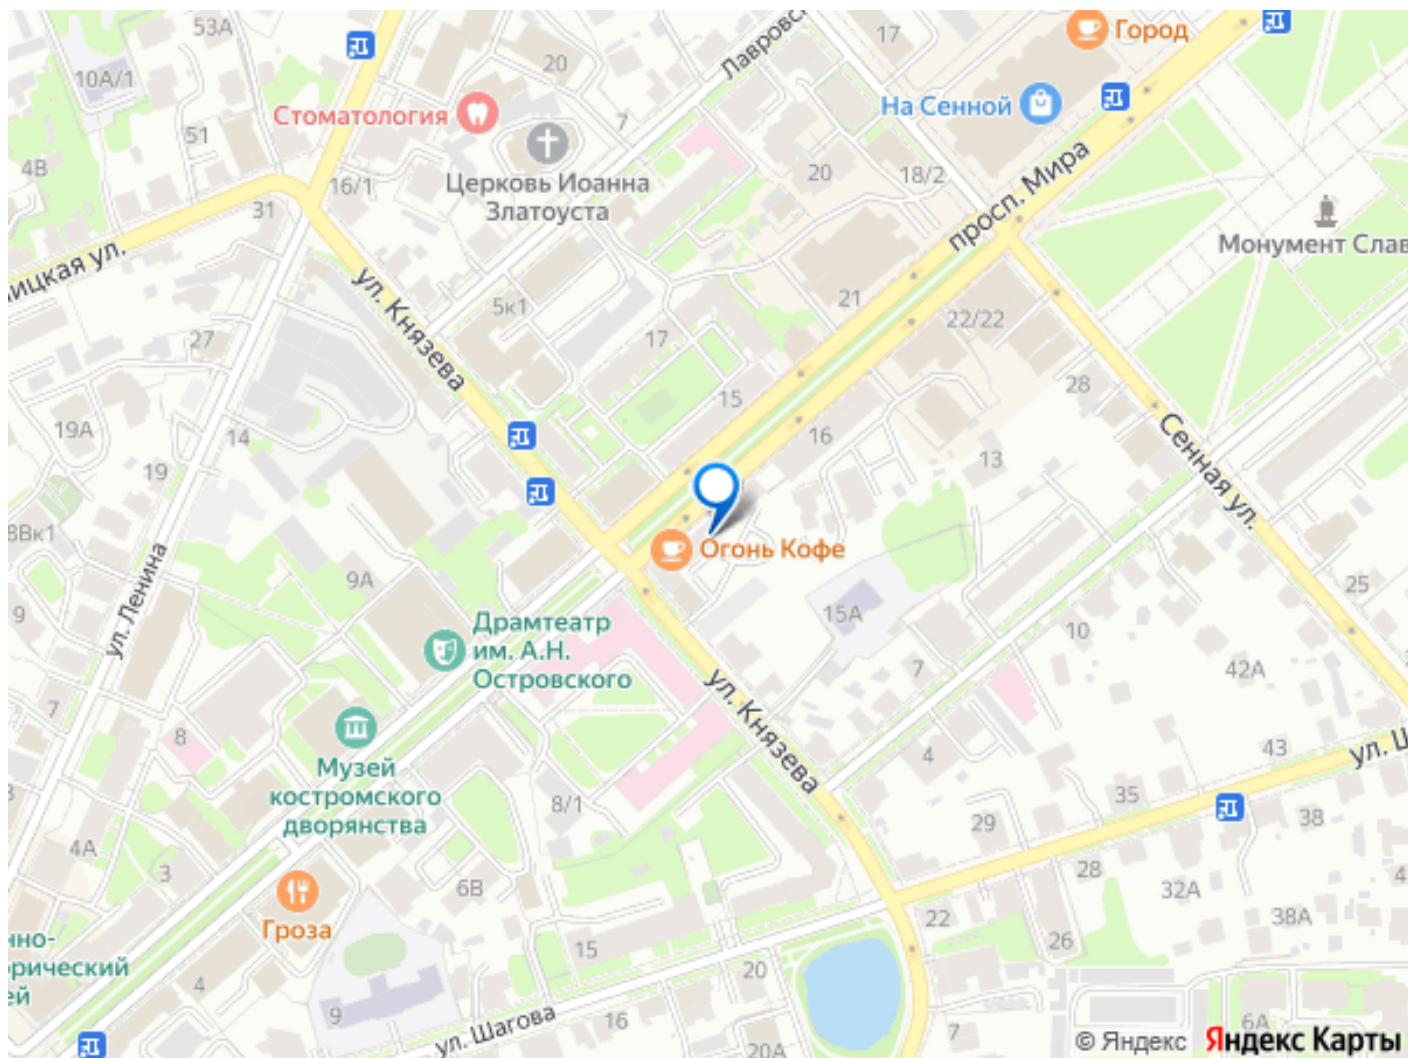 53А
Лавровс
17
Город
10А/1
20
Стоматология
7
На Сенной
51
4В
16/1
Церковь Иоанна
Златоуста
20
18/2
просп. Мира
31
Монумент Слав
ицкая ул.
ул. Князева
5к1
21
22/22
27
17
28
15
19А
14
16
Сенная ул.
19
13
8Вк1
Огонь Кофе
ул. Ленина
9А
25
9
Драмтеатр
им. А.Н.
Островского
15А
10
7
42А
ул. Князева
7
8
Музей
костромского
дворянства
4
43
ул. Ш
8/1
35
29
38
4А
3
6В
28
32А
4
Гроза
22
38А
26
нно-
орический
ей
15
4
20
9
ул. Шагова
16
20А
7
6А
© Яндекс
Яндекс Карты